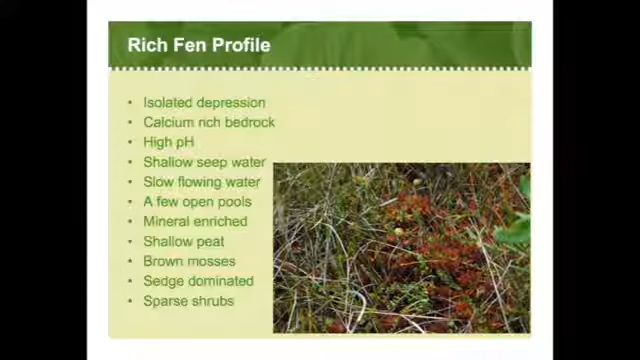 Rich Fen Profile
• Isolated depression
• Calcium rich bedrock
• High pH
• Shallow seep water
• Slow flowing water
• A few open pools
• Mineral enriched
• Shallow peat
• Brown mosses
• Sedge dominated
• Sparse shrubs